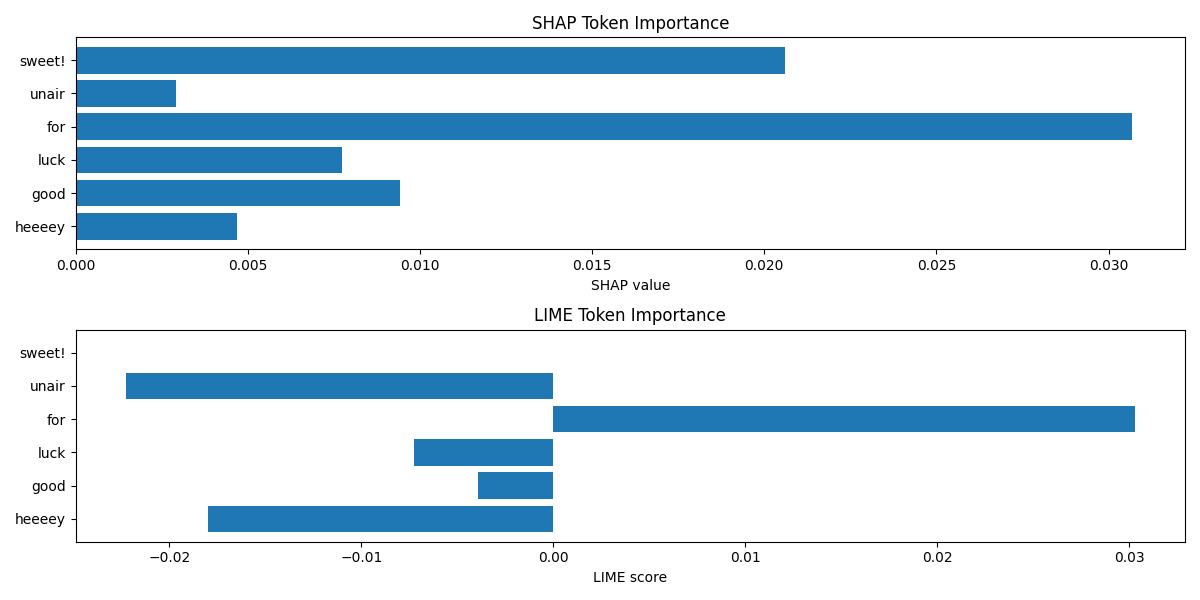 SHAP Token Importance
sweet!
unair
for
luck
good
heeeey
0.000 0.005 0.010 0.015 0.020 0.025 0.030
SHAP value
LIME Token Importance
sweet!
unair
for
luck
good
heeeey
−0.02 −0.01 0.00 0.01 0.02 0.03
LIME score